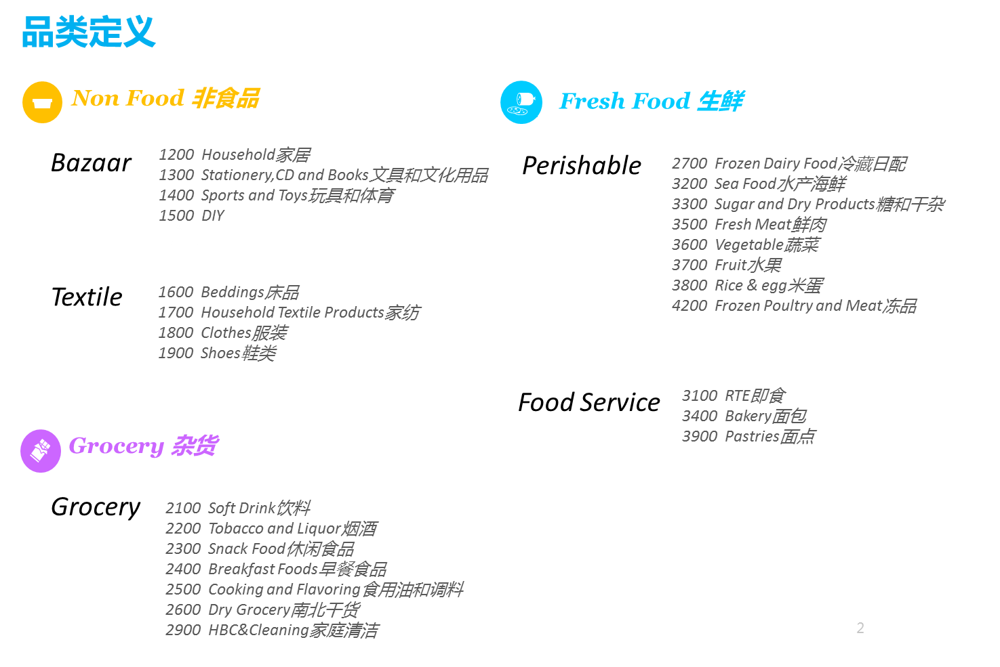 品类定义
Non Food 非食品
Bazaar
1200 Household家居
1300 Stationery,CD and Books文具和文化用品
1400 Sports and Toys玩具和体育
1500 DIY
Textile
1600 Beddings床品
1700 Household Textile Products家纺
1800 Clothes服装
1900 Shoes鞋类
Grocery 杂货
Grocery
2100 Soft Drink饮料
2200 Tobacco and Liquor烟酒
2300 Snack Food休闲食品
2400 Breakfast Foods早餐食品
2500 Cooking and Flavoring食用油和调料
2600 Dry Grocery南北干货
2900 HBC&Cleaning家庭清洁
Fresh Food 生鲜
Perishable
2700 Frozen Dairy Food冷藏日配
3200 Sea Food水产海鲜
3300 Sugar and Dry Products糖和干杂
3500 Fresh Meat鲜肉
3600 Vegetable蔬菜
3700 Fruit水果
3800 Rice & egg米蛋
4200 Frozen Poultry and Meat冻品
Food Service
3100 RTE即食
3400 Bakery面包
3900 Pastries面点
2